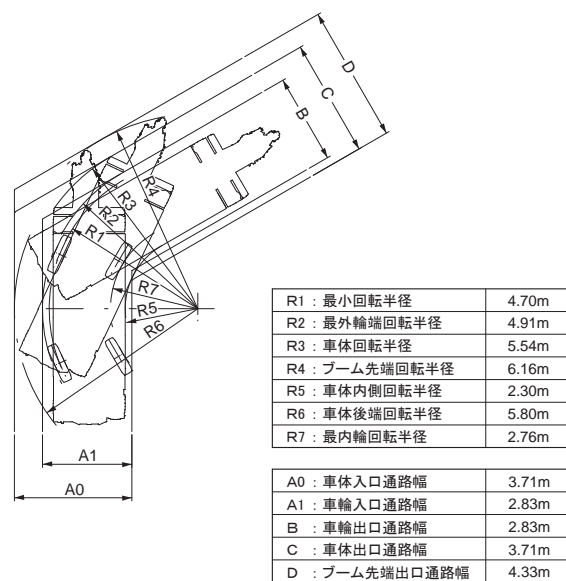 D
C
B
R4
R3
R2
R1
R7
R5
R6
A1
A0
R1 : 最小回転半径 4.70m
R2 : 最外輪端回転半径 4.91m
R3 : 車体回転半径 5.54m
R4 : ブーム先端回転半径 6.16m
R5 : 車体内側回転半径 2.30m
R6 : 車体後端回転半径 5.80m
R7 : 最内輪回転半径 2.76m
A0 : 車体入口通路幅 3.71m
A1 : 車輪入口通路幅 2.83m
B : 車輪出口通路幅 2.83m
C : 車体出口通路幅 3.71m
D : ブーム先端出口通路幅 4.33m